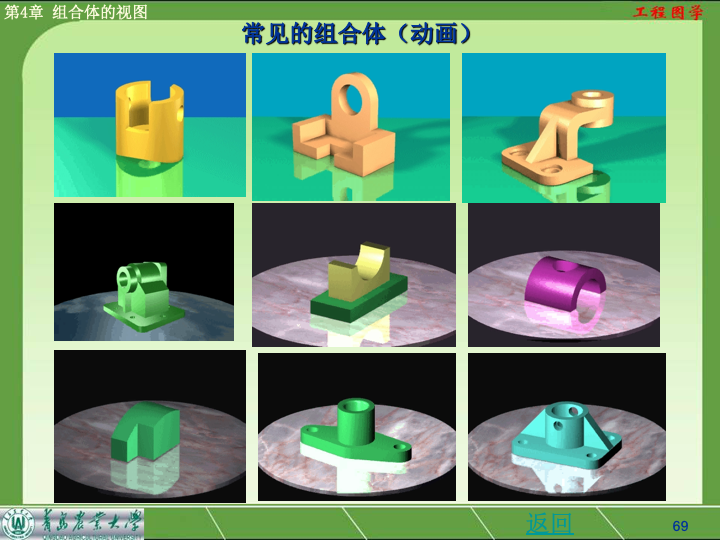 第4章 组合体的视图
工程图学
常见的组合体（动画）
青岛农业大学
返回
69